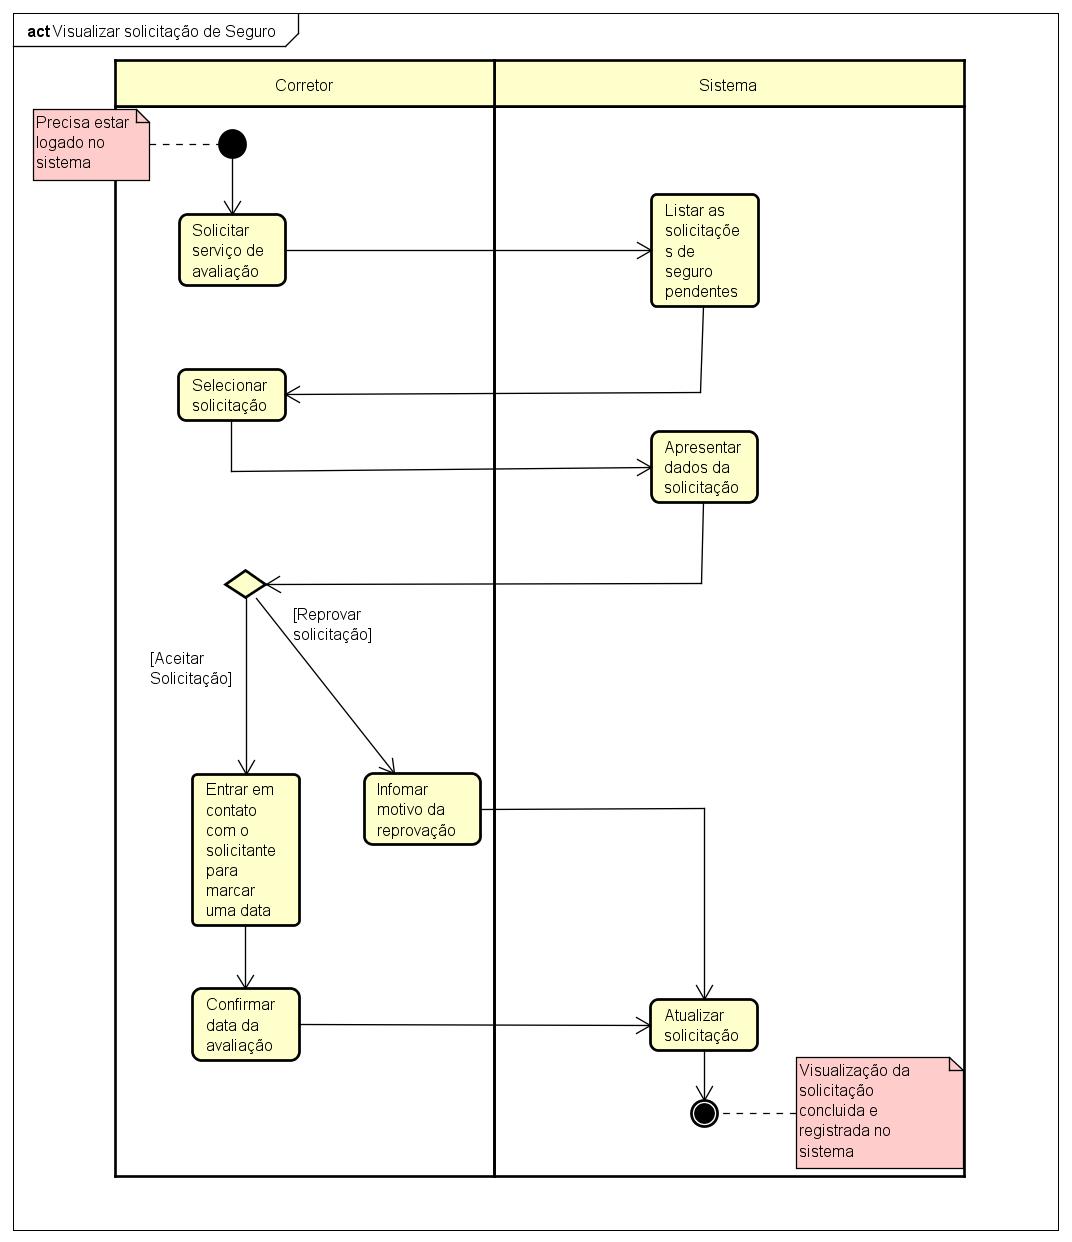 act Visualizar solicitação de Seguro
Corretor
Sistema
Precisa estar
logado no
sistema
Solicitar
serviço de
avaliação
Listar as
solicitaçõe
s de
seguro
pendentes
Selecionar
solicitação
Apresentar
dados da
solicitação
[Reprovar
solicitação]
[Aceitar
Solicitação]
Entrar em
contato
com o
solicitante
para
marcar
uma data
Infomar
motivo da
reprovação
Confirmar
data da
avaliação
Atualizar
solicitação
Visualização da
solicitação
concluida e
registrada no
sistema